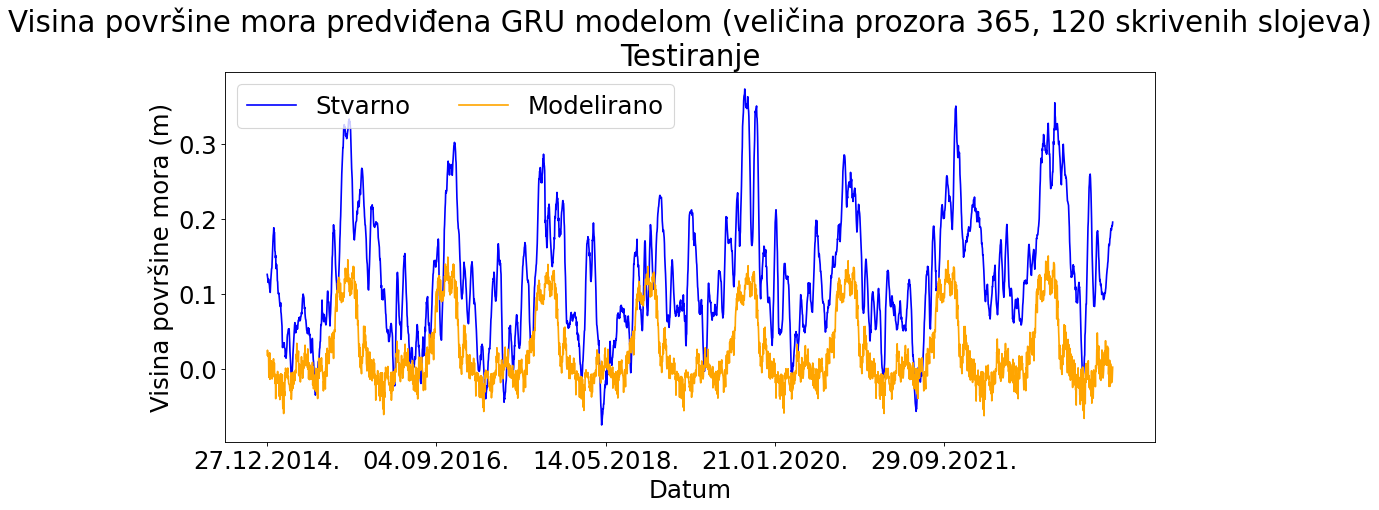 Visina površine mora predviđena GRU modelom (veličina prozora 365, 120 skrivenih slojeva)
Testiranje
Stvarno
Modelirano
Visina površine mora (m)
0.3
0.2
0.1
0.0
27.12.2014.
04.09.2016.
14.05.2018.
21.01.2020.
29.09.2021.
Datum